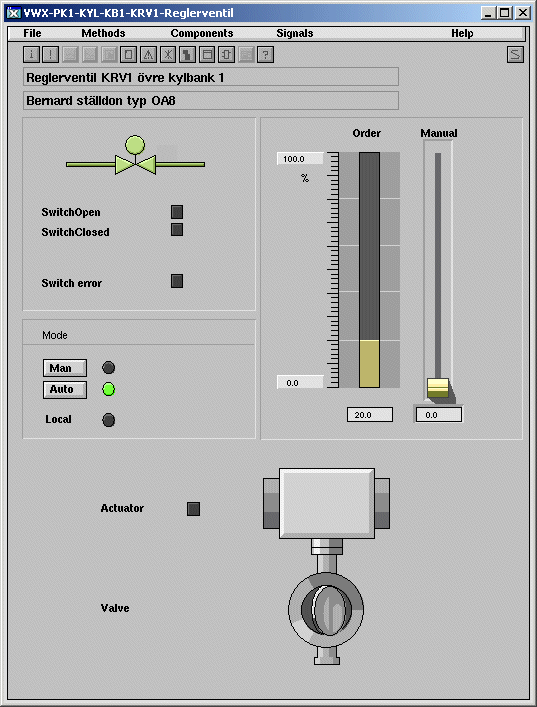 VWX-PK1-KYL-KB1-KRV1-Reglerventil
File Methods Components Signals Help
Reglerventil KRV1 övre kylbank 1
Bernard ställdon typ OA8
Order Manual
100.0
%
SwitchOpen
SwitchClosed
Switch error
Mode
Man
Auto
0.0
Local
20.0 0.0
Actuator
Valve